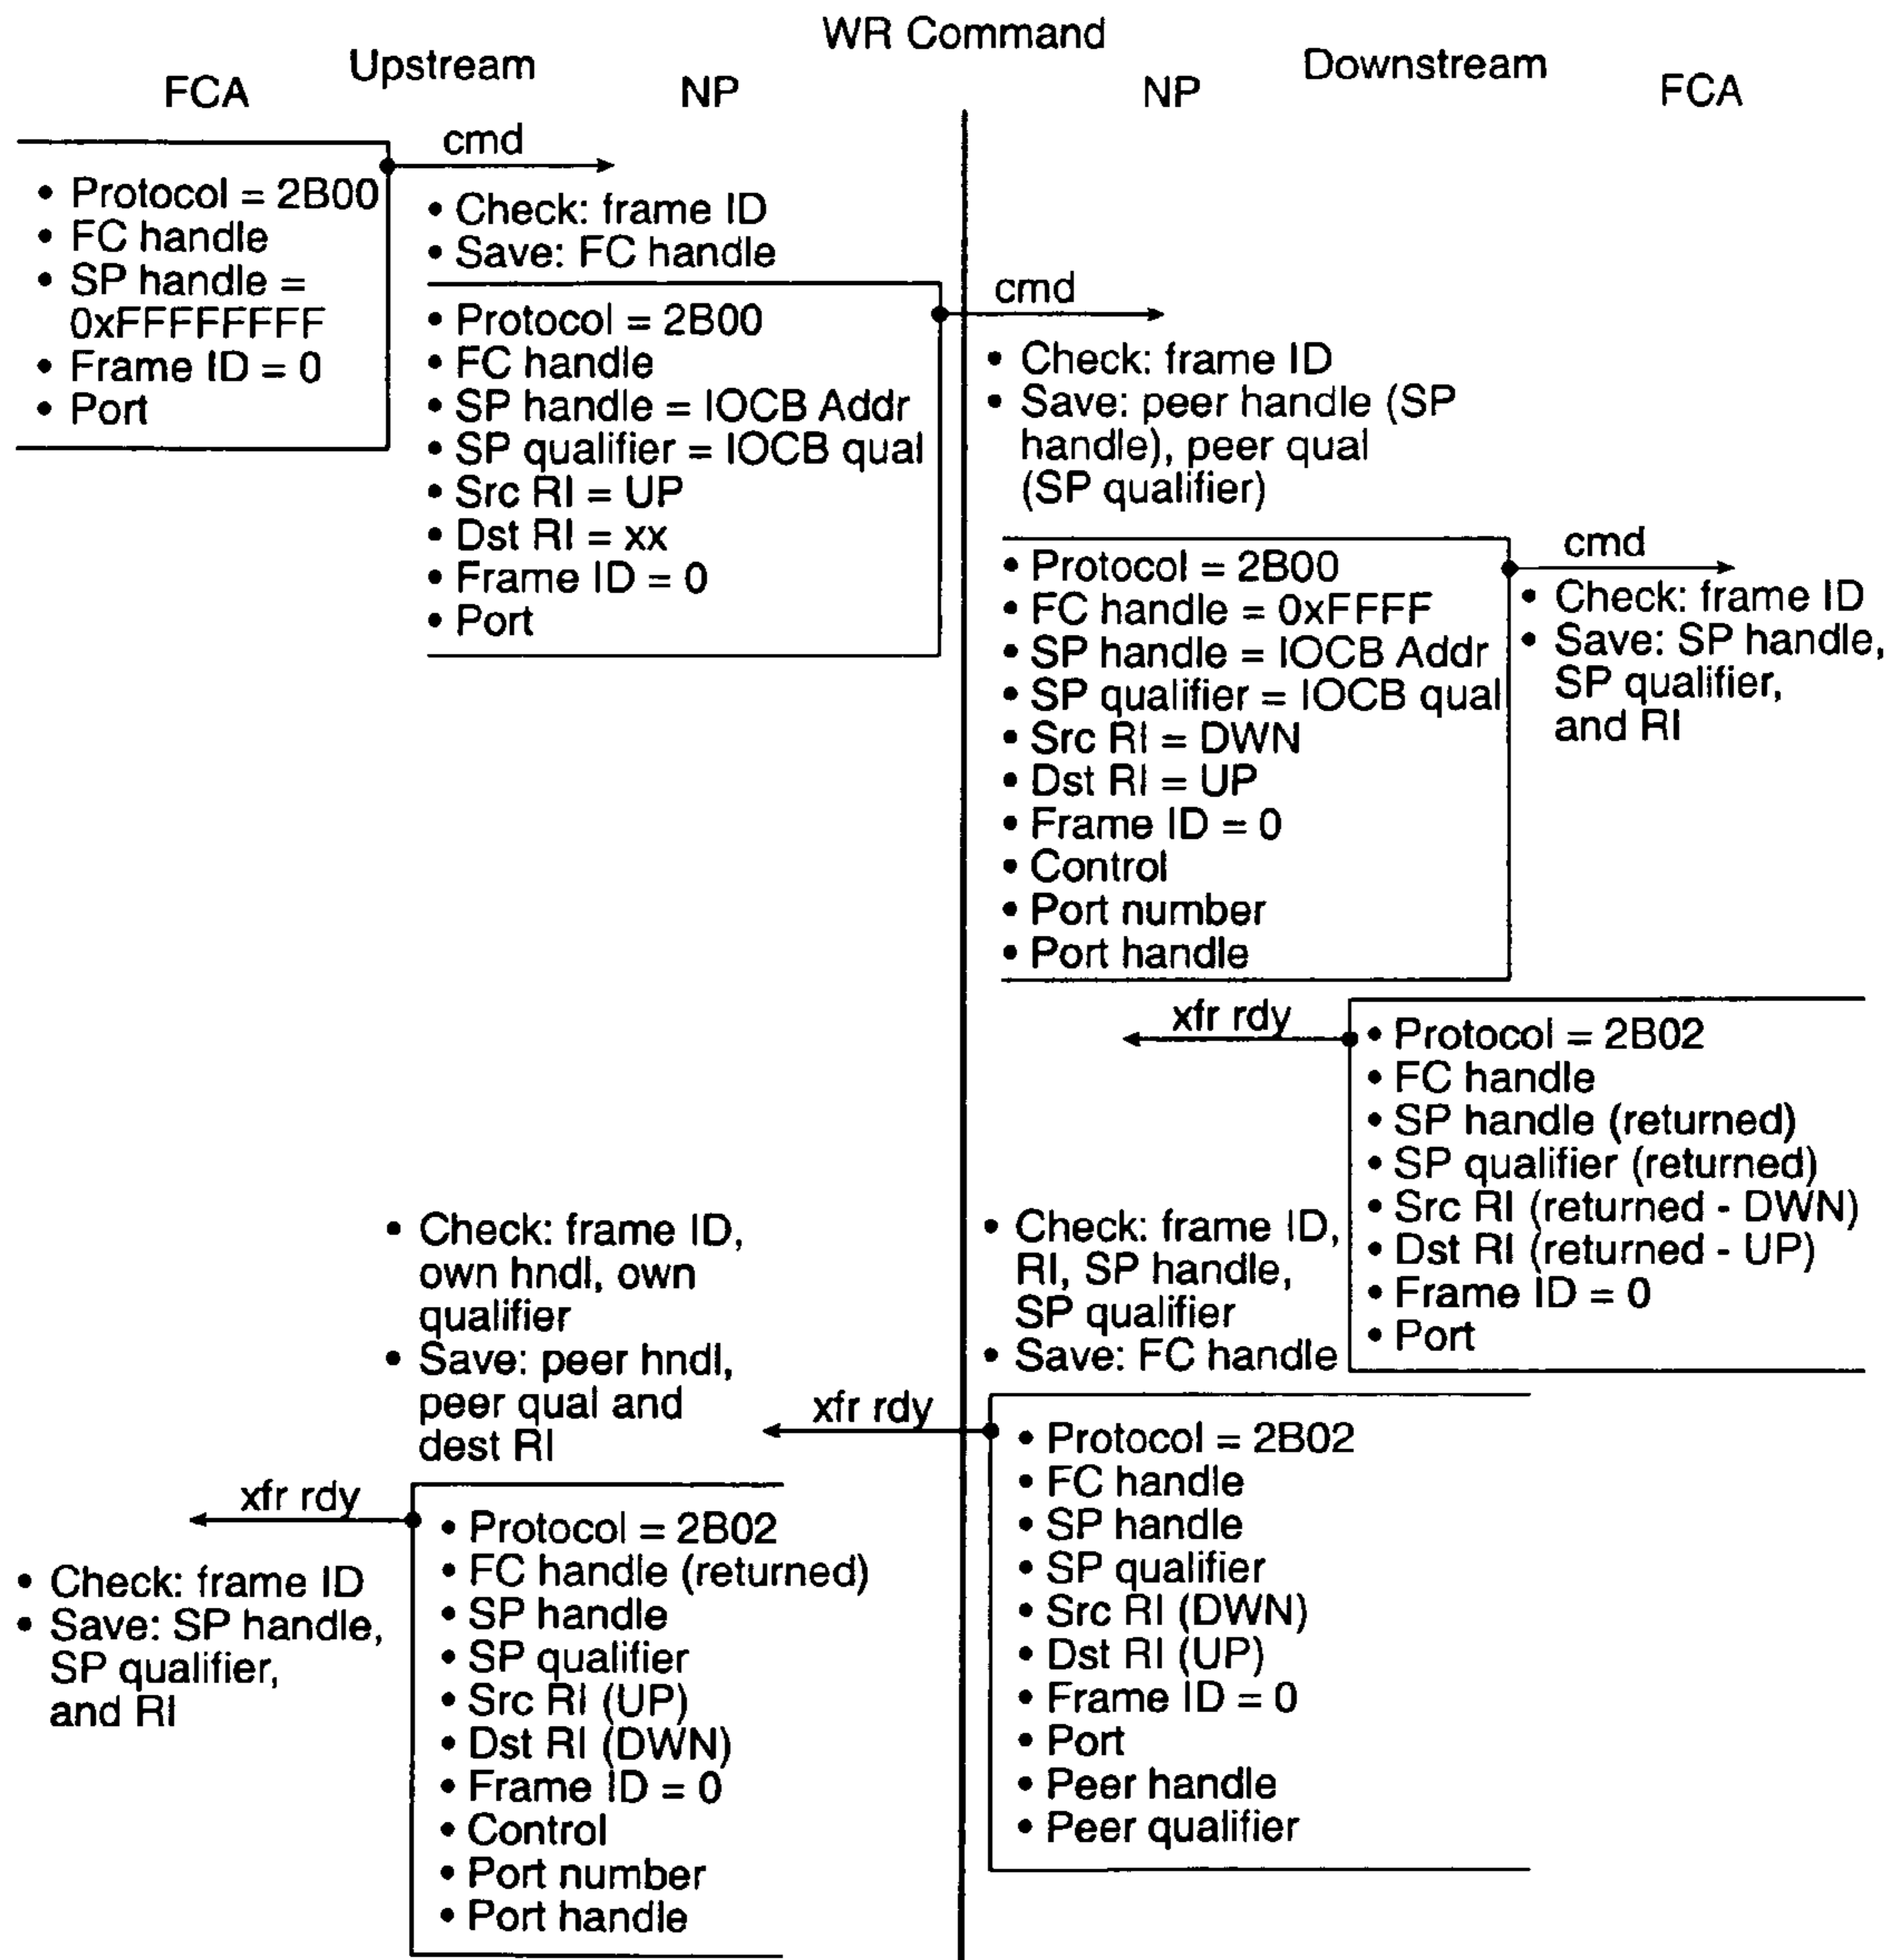 WR Command
Upstream
Downstream
FCA
NP
NP
FCA
cmd
• Protocol = 2B00
• FC handle
• SP handle =
0xFFFFFFFF
• Frame ID = 0
• Port
• Check: frame ID
• Save: FC handle
cmd
• Protocol = 2B00
• FC handle
• SP handle = IOCB Addr
• SP qualifier = IOCB qual
• Src RI = UP
• Dst RI = xx
• Frame ID = 0
• Port
• Check: frame ID
• Save: peer handle (SP
handle), peer qual
(SP qualifier)
cmd
• Protocol = 2B00
• FC handle = 0xFFFF
• SP handle = IOCB Addr
• SP qualifier = IOCB qual
• Src RI = DWN
• Dst RI = UP
• Frame ID = 0
• Control
• Port number
• Port handle
• Check: frame ID
• Save: SP handle,
SP qualifier,
and RI
xfr rdy
• Protocol = 2B02
• FC handle
• SP handle (returned)
• SP qualifier (returned)
• Src RI (returned - DWN)
• Dst RI (returned - UP)
• Frame ID = 0
• Port
• Check: frame ID,
RI, SP handle,
SP qualifier
• Save: FC handle
xfr rdy
• Protocol = 2B02
• FC handle
• SP handle
• SP qualifier
• Src RI (DWN)
• Dst RI (UP)
• Frame ID = 0
• Port
• Peer handle
• Peer qualifier
• Check: frame ID,
own hndl, own
qualifier
• Save: peer hndl,
peer qual and
dest RI
xfr rdy
• Protocol = 2B02
• FC handle (returned)
• SP handle
• SP qualifier
• Src RI (UP)
• Dst RI (DWN)
• Frame ID = 0
• Control
• Port number
• Port handle
• Check: frame ID
• Save: SP handle,
SP qualifier,
and RI